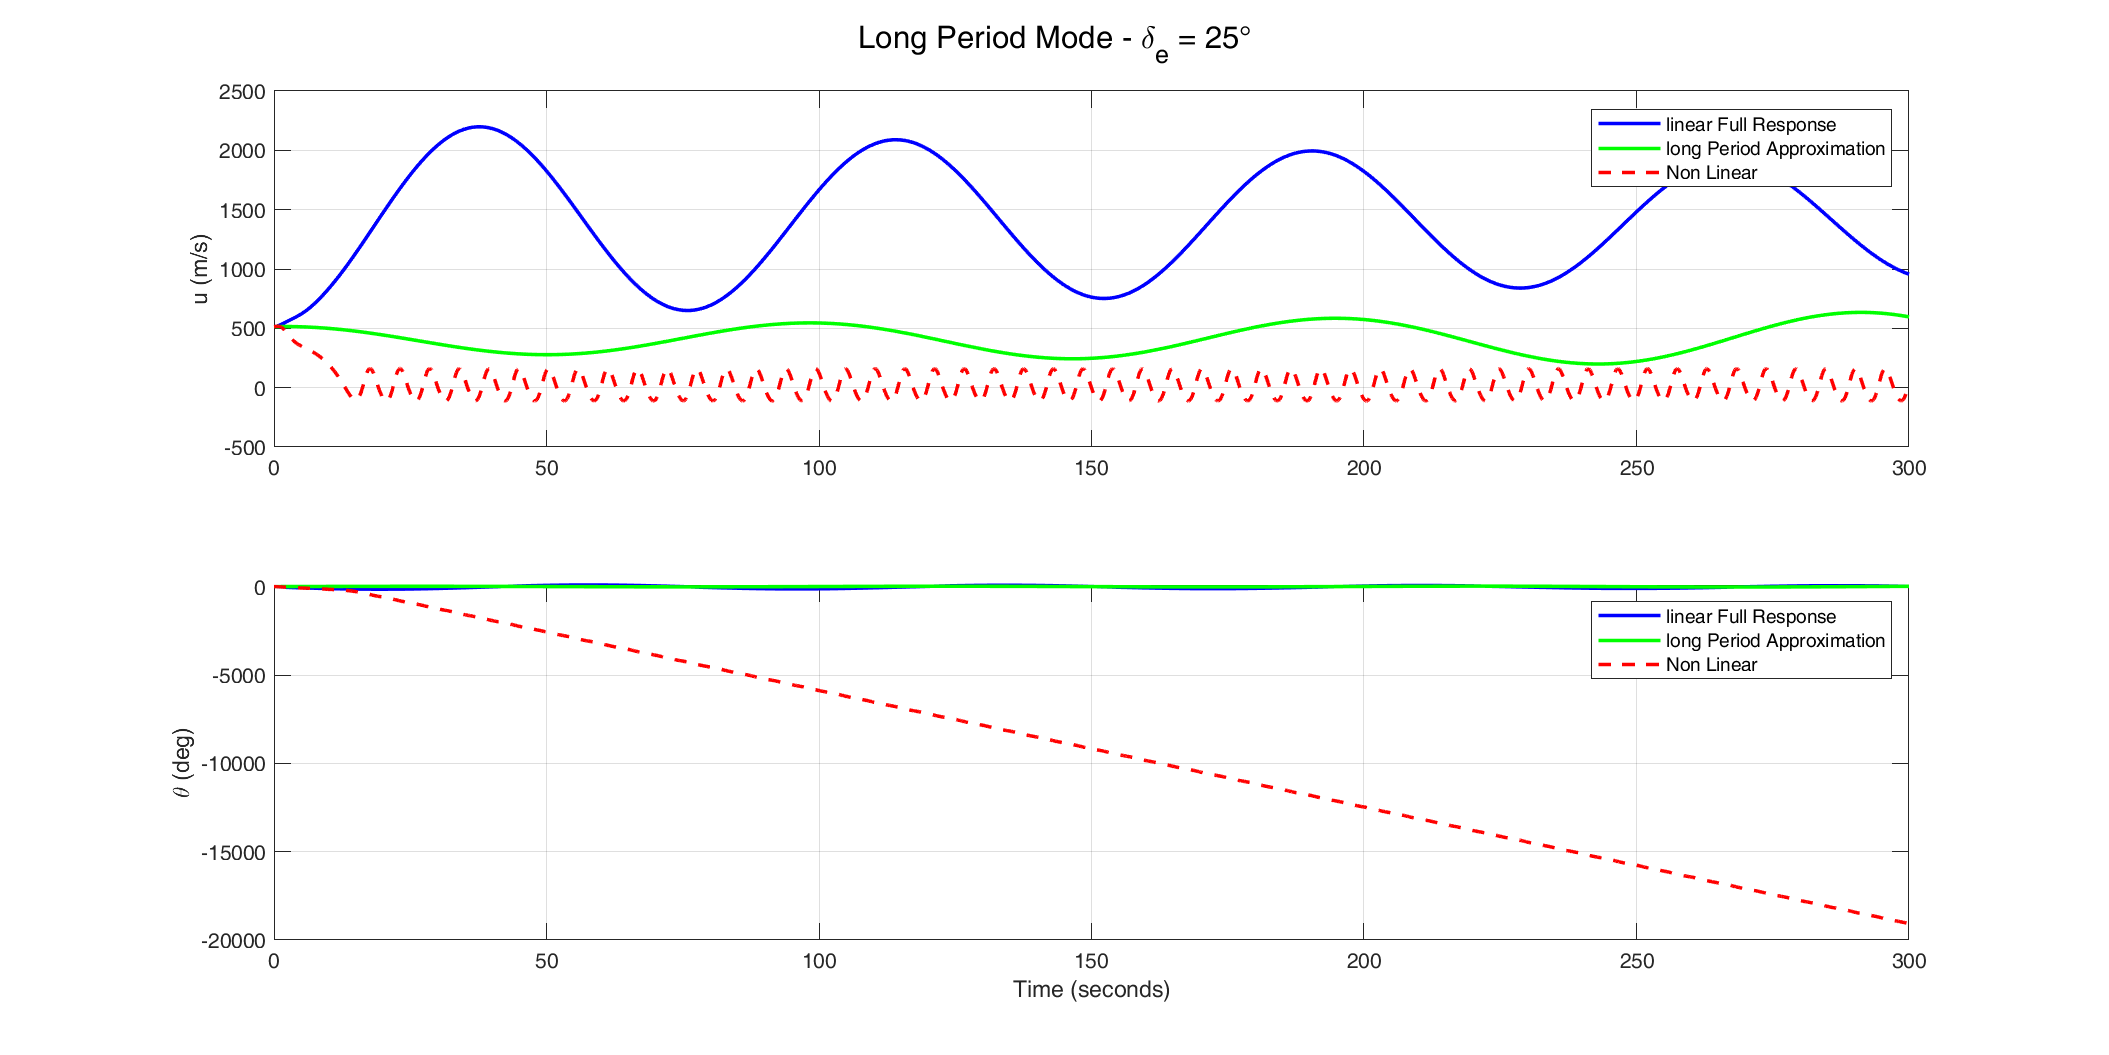 Long Period Mode - δe = 25°
2500
2000
1500
1000
500
0
-500
u (m/s)
linear Full Response
long Period Approximation
Non Linear
0 50 100 150 200 250 300
0
-5000
-10000
-15000
-20000
θ (deg)
linear Full Response
long Period Approximation
Non Linear
0 50 100 150 200 250 300
Time (seconds)